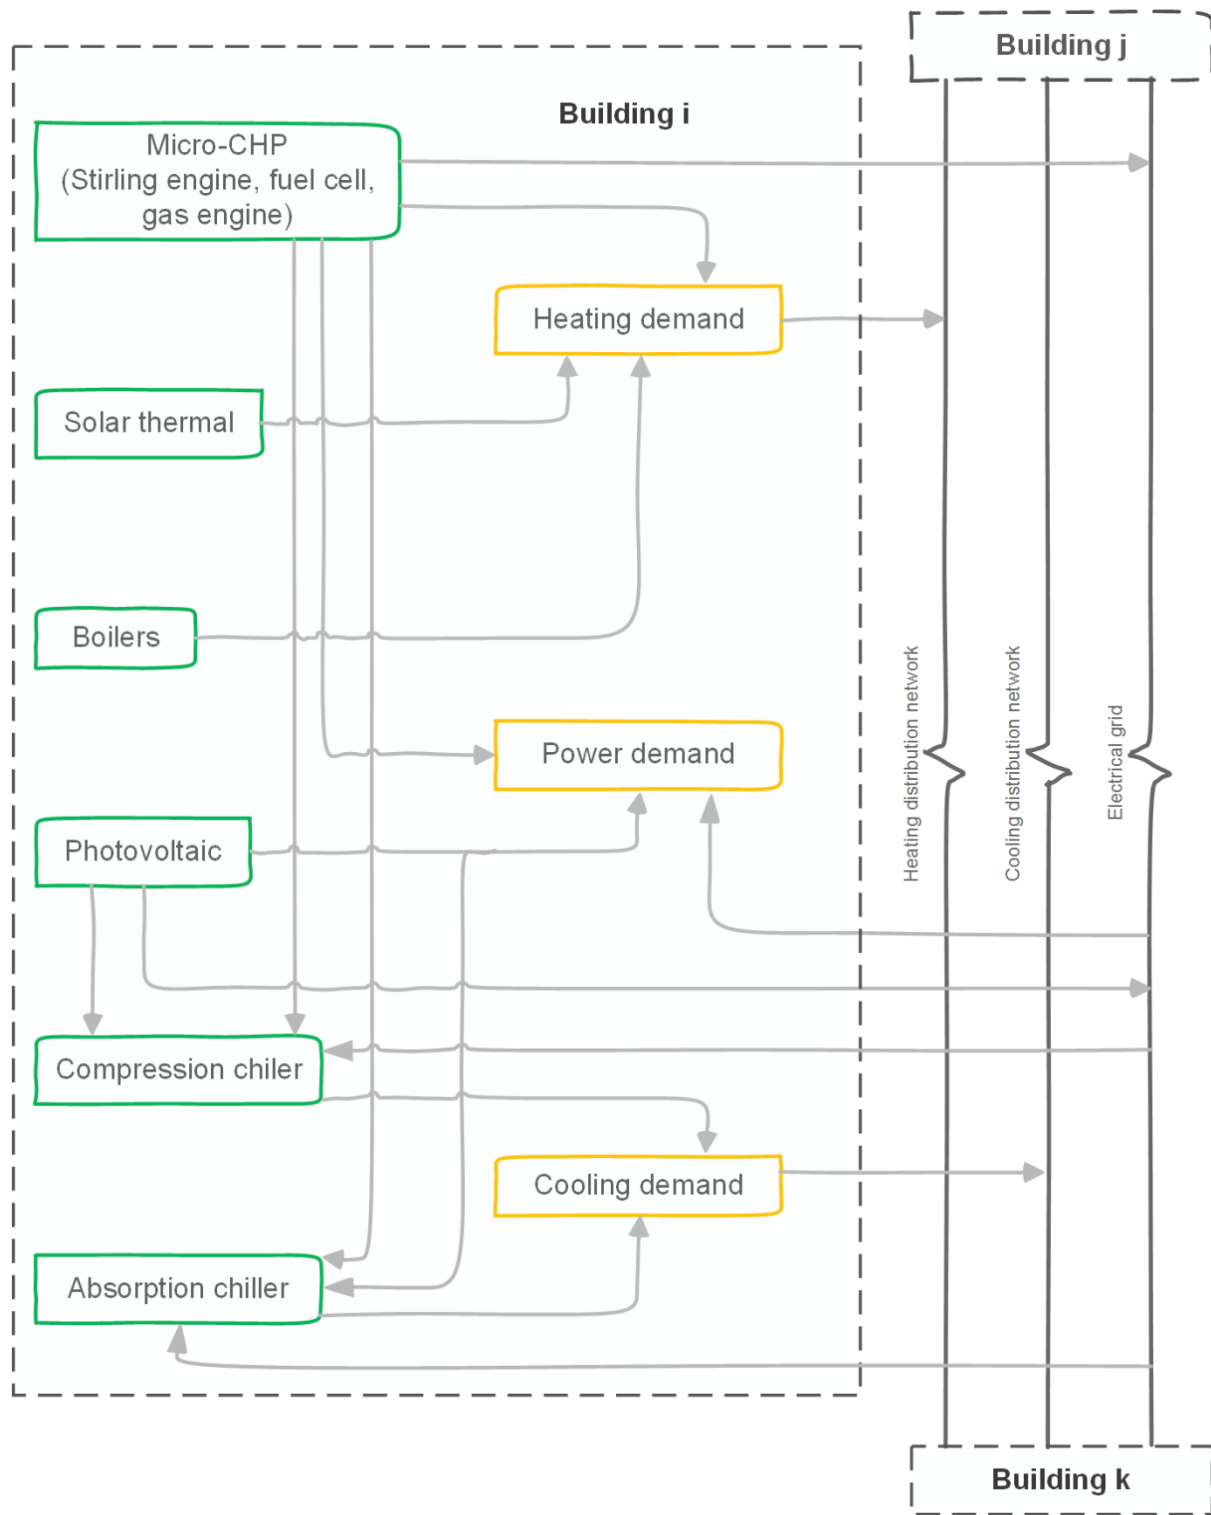 Building j
Building i
Micro-CHP
(Stirling engine, fuel cell,
gas engine)
Heating demand
Solar thermal
Boilers
Heating distribution network
Cooling distribution network
Electrical grid
Power demand
Photovoltaic
Compression chiler
Cooling demand
Absorption chiller
Building k